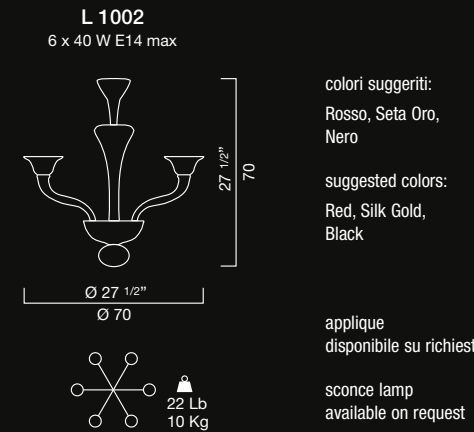 L 1002
6 x 40 W E14 max
27 1/2”
70
Ø 27 1/2”
Ø 70
22 Lb
10 Kg
colori suggeriti:
Rosso, Seta Oro,
Nero
suggested colors:
Red, Silk Gold,
Black
applique
disponibile su richiest
sconce lamp
available on request